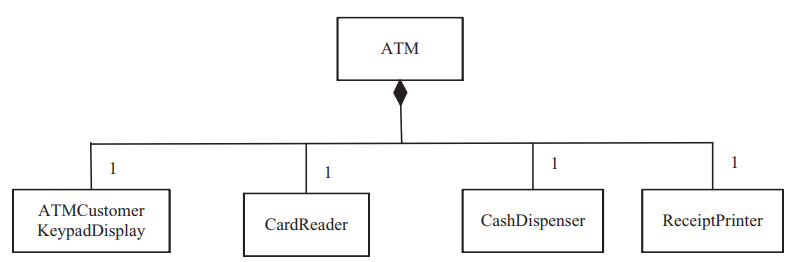 ATM
1
1
1
1
ATMCustomer
KeypadDisplay
CardReader
CashDispenser
ReceiptPrinter